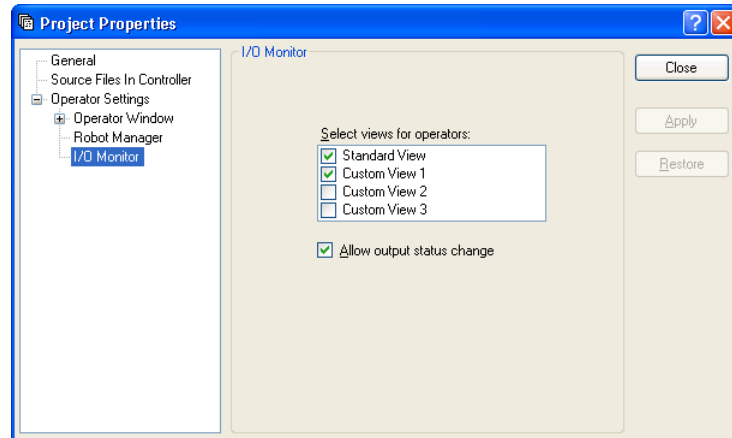 Project Properties
General
Source Files In Controller
Operator Settings
Operator Window
Robot Manager
I/O Monitor
I/O Monitor
Select views for operators:
Standard View
Custom View 1
Custom View 2
Custom View 3
Allow output status change
Close
Apply
Restore